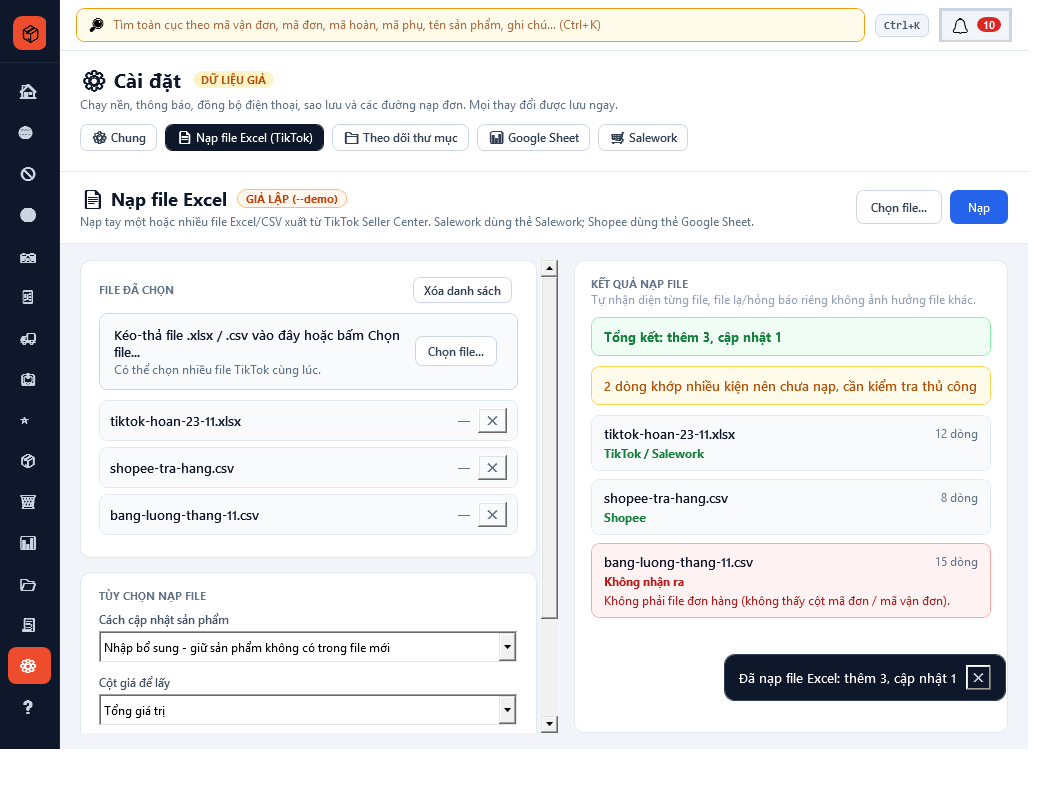 Tìm toàn cục theo mã vận đơn, mã đơn, mã hoàn, mã phụ, tên sản phẩm, ghi chú... (Ctrl+K)
Ctrl+K
10
Cài đặt
DỮ LIỆU GIẢ
Chạy nền, thông báo, đồng bộ điện thoại, sao lưu và các đường nạp đơn. Mọi thay đổi được lưu ngay.
Chung
Nạp file Excel (TikTok)
Theo dõi thư mục
Google Sheet
Salework
Nạp file Excel
GIẢ LẬP (--demo)
Nạp tay một hoặc nhiều file Excel/CSV xuất từ TikTok Seller Center. Salework dùng thẻ Salework; Shopee dùng thẻ Google Sheet.
Chọn file...
Nạp
FILE ĐÃ CHỌN
Xóa danh sách
Kéo-thả file .xlsx / .csv vào đây hoặc bấm Chọn
file...
Có thể chọn nhiều file TikTok cùng lúc.
Chọn file...
tiktok-hoan-23-11.xlsx
—
shopee-tra-hang.csv
—
bang-luong-thang-11.csv
—
TÙY CHỌN NẠP FILE
Cách cập nhật sản phẩm
Nhập bổ sung - giữ sản phẩm không có trong file mới
Cột giá để lấy
Tổng giá trị
KẾT QUẢ NẠP FILE
Tự nhận diện từng file, file lạ/hỏng báo riêng không ảnh hưởng file khác.
Tổng kết: thêm 3, cập nhật 1
2 dòng khớp nhiều kiện nên chưa nạp, cần kiểm tra thủ công
tiktok-hoan-23-11.xlsx
12 dòng
TikTok / Salework
shopee-tra-hang.csv
8 dòng
Shopee
bang-luong-thang-11.csv
15 dòng
Không nhận ra
Không phải file đơn hàng (không thấy cột mã đơn / mã vận đơn).
Đã nạp file Excel: thêm 3, cập nhật 1
?